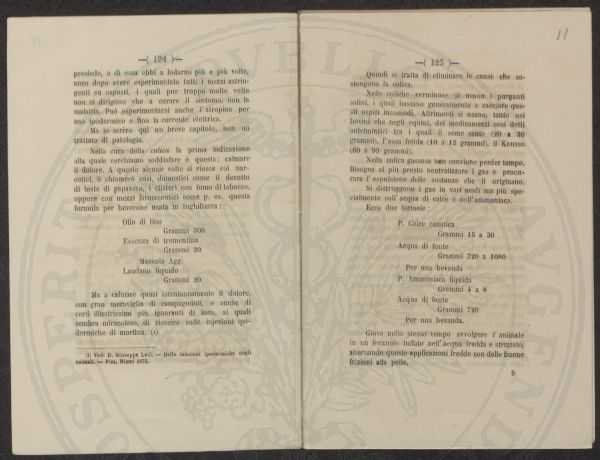 —( 124 )—
presiede, e di essa ebbi a lodarmi più e più volte,
anco dopo avere esperimentato tutti i mezzi astrin-
genti su esposti, i quali pur troppo molte volte
non si dirigono che a curare il sintomo, non la
malattia. Può esperimentarsi anche l'atropina per
uso ipodermico e fino la corrente elettrica.
Ma io scrivo qui un breve capitolo, non un
trattato di patologia.
Nella cura della colica la prima indicazione
alla quale cerchiamo soddisfare è questa: calmare
il dolore. A questo alcune volte si riesce coi nar-
cotici, li chiamerò così, domestici come il decotto
di teste di papavero, i clisteri con fumo di tabacco,
oppure con mezzi farmaceutici come p. es. questa
formula per beverone usata in Inghilterra:
Olio di lino
Grammi 500
Essenza di trementina
Grammi 20
Mescola Agg.
Laudano liquido
Grammi 20
Ma a calmare quasi istantaneamente il dolore,
con gran meraviglia di campagnuoli, e anche di
certi illustrissimi più ignoranti di loro, ai quali
sembra miracoloso, di riuscire colle injezioni ipo-
dermiche di morfina. (1)
(1) Vedi D. Giuseppe Levi. — Delle iniezioni ipodermiche negli
animali. — Pisa, Nistri 1872.
11
—( 125 )—
Quindi si tratta di eliminare le cause che so-
stengono la colica.
Nelle coliche verminose si usano i purganti
salini, i quali bastano generalmente a cacciare que-
sti ospiti incomodi. Altrimenti si usano, tanto nei
bovini che negli equini, dei medicamenti così detti
antelmintici tra i quali il seme santo (20 a 30
grammi), l'assa fetida (10 a 15 grammi), il Kousso
(60 a 90 grammi).
Nella colica gassosa non conviene perder tempo.
Bisogna al più presto neutralizzare i gas e procu-
rare l'espulsione delle sostanze che li originano.
Si distruggono i gas in vari modi ma più spe-
cialmente coll'acqua di calce e coll'ammoniaca.
Ecco due formole:
P. Calce caustica
Grammi 15 a 30
Acqua di fonte
Grammi 720 a 1080
Per una bevanda
P. Ammoniaca liquida
Grammi 4 a 8
Acqua di fonte
Grammi 720
Per una bevanda.
Giova nello stesso tempo avvolgere l'animale
in un lenzuolo tuffato nell'acqua fredda e strizzato,
alternando queste applicazioni fredde con delle buone
frizioni alla pelle.
9